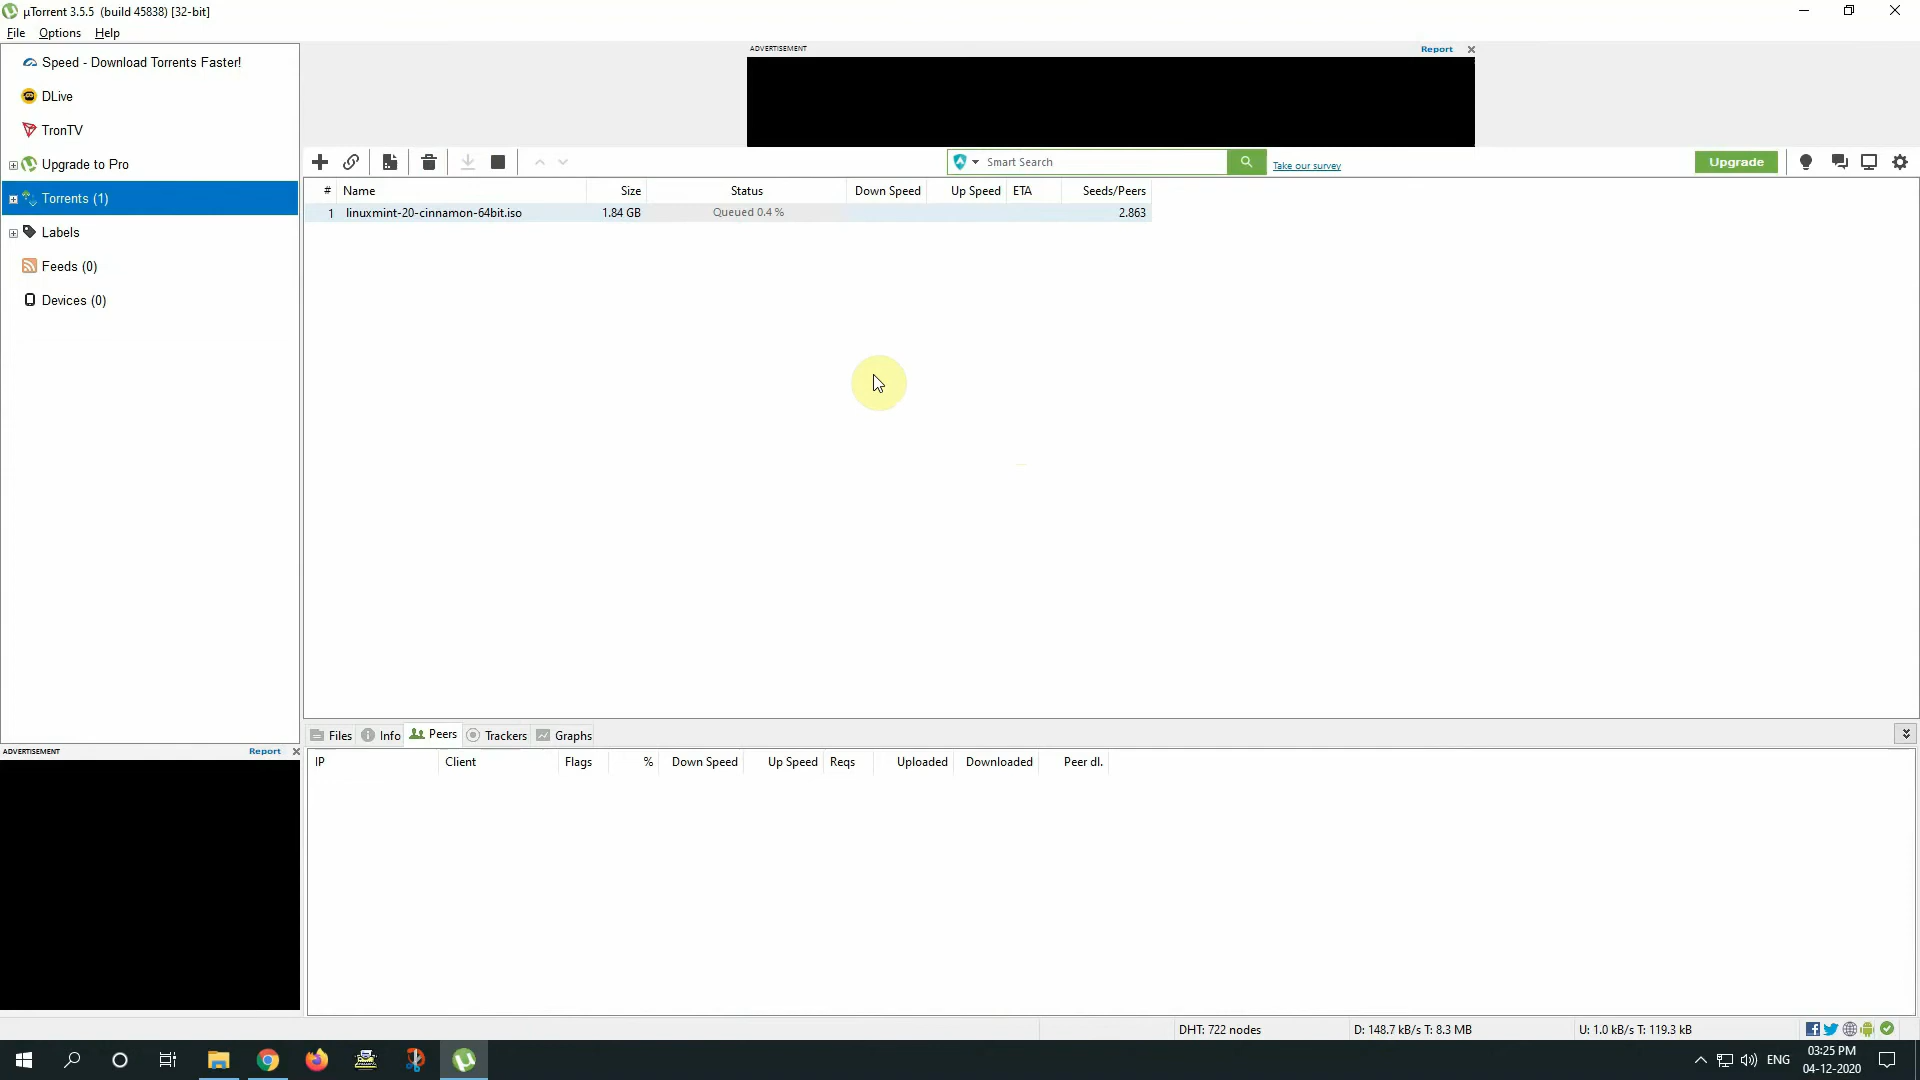 µTorrent 3.5.5 (build 45838) [32-bit]
File Options Help
Speed - Download Torrents Faster!
DLive
TronTV
Upgrade to Pro
Torrents (1)
Labels
Feeds (0)
Devices (0)
ADVERTISEMENT Report
Smart Search
Take our survey
Upgrade
# Name Size Status Down Speed Up Speed ETA Seeds/Peers
1 linuxmint-20-cinnamon-64bit.iso 1.84 GB Queued 0.4 % 2.863
Files Info Peers Trackers Graphs
ADVERTISEMENT Report
IP Client Flags % Down Speed Up Speed Reqs Uploaded Downloaded Peer dl.
DHT: 722 nodes D: 148.7 kB/s T: 8.3 MB U: 1.0 kB/s T: 119.3 kB
ENG
03:25 PM
04-12-2020